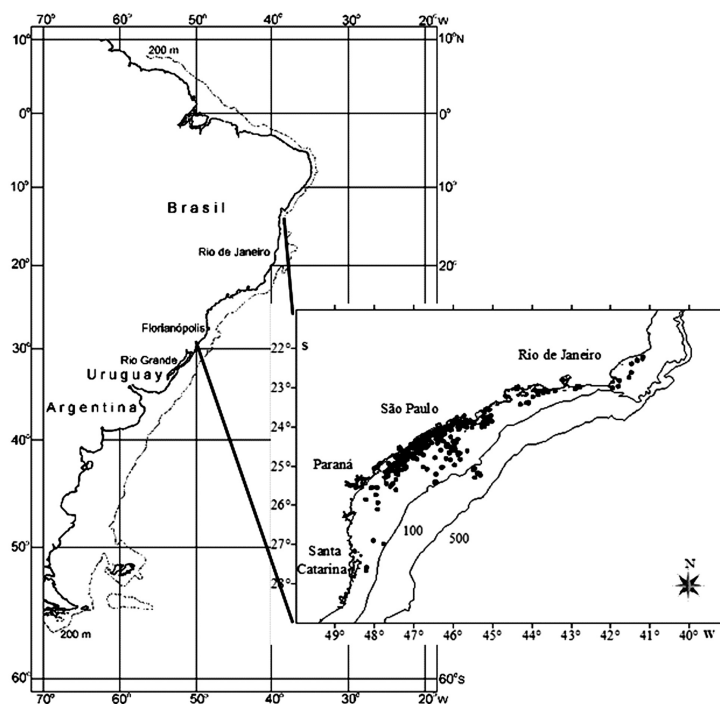 70° 60° 50° 40° 30° 20° W
10° 10°N
200 m
0° 0°
10° 10°
Brasil
Rio de Janeiro
20° 20°
Florianópolis
30°
Rio Grande
Uruguay
Argentina
40°
50°
200 m
60° 60°S
70° 60° 50° 40° 30° 20°
22° S
Rio de Janeiro
23°
São Paulo
24°
25°
Paraná
26°
100
500
27°
Santa
Catarina
28°
N
49° 48° 47° 46° 45° 44° 43° 42° 41° 40° W